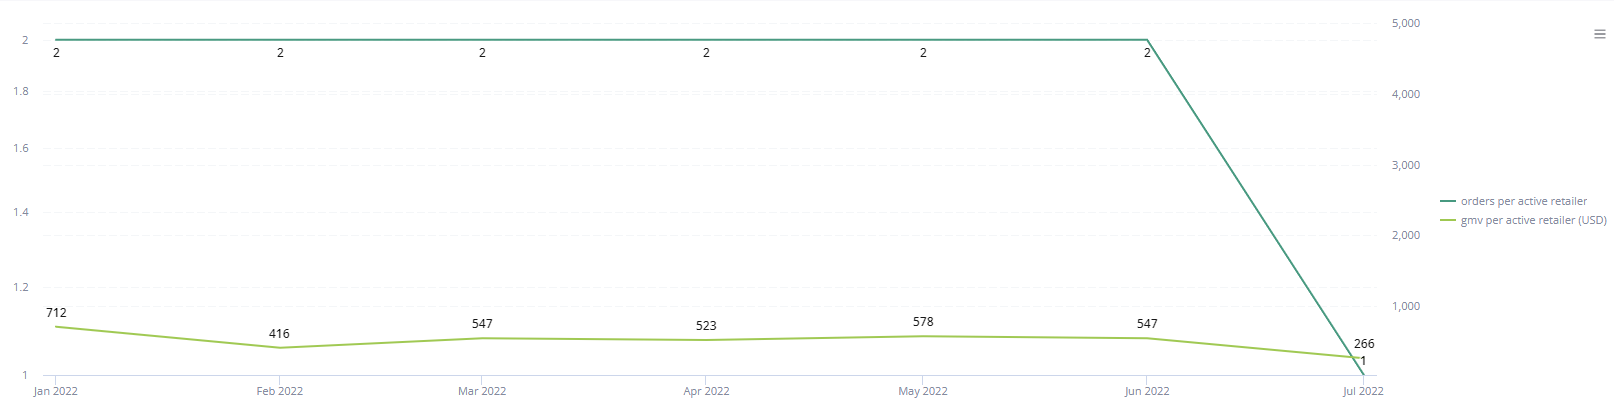 5,000
2
2 2 2 2 2 2
1.8
4,000
1.6
3,000
orders per active retailer
1.4
gmv per active retailer (USD)
2,000
1.2
1,000
712 416 547 523 578 547 266
1
1
Jan 2022 Feb 2022 Mar 2022 Apr 2022 May 2022 Jun 2022 Jul 2022